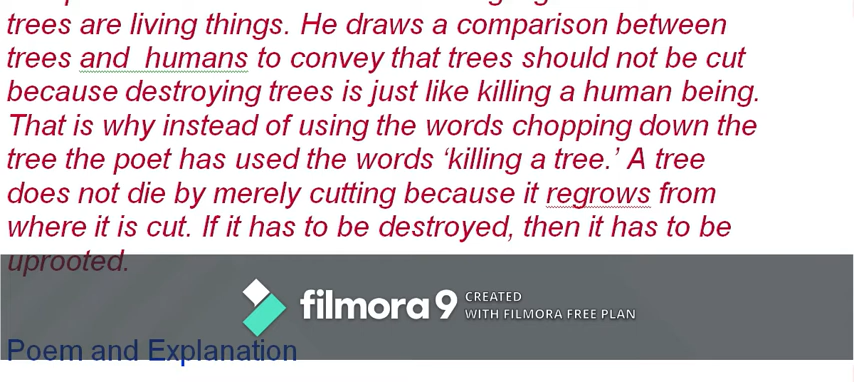 trees are living things. He draws a comparison between
trees and humans to convey that trees should not be cut
because destroying trees is just like killing a human being.
That is why instead of using the words chopping down the
tree the poet has used the words ‘killing a tree.’ A tree
does not die by merely cutting because it regrows from
where it is cut. If it has to be destroyed, then it has to be
uprooted.
filmora 9 CREATED
WITH FILMORA FREE PLAN
Poem and Explanation